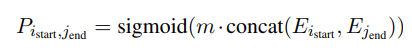 P_{i_{start},j_{end}} = sigmoid(m · concat(E_{i_{start}}, E_{j_{end}}))